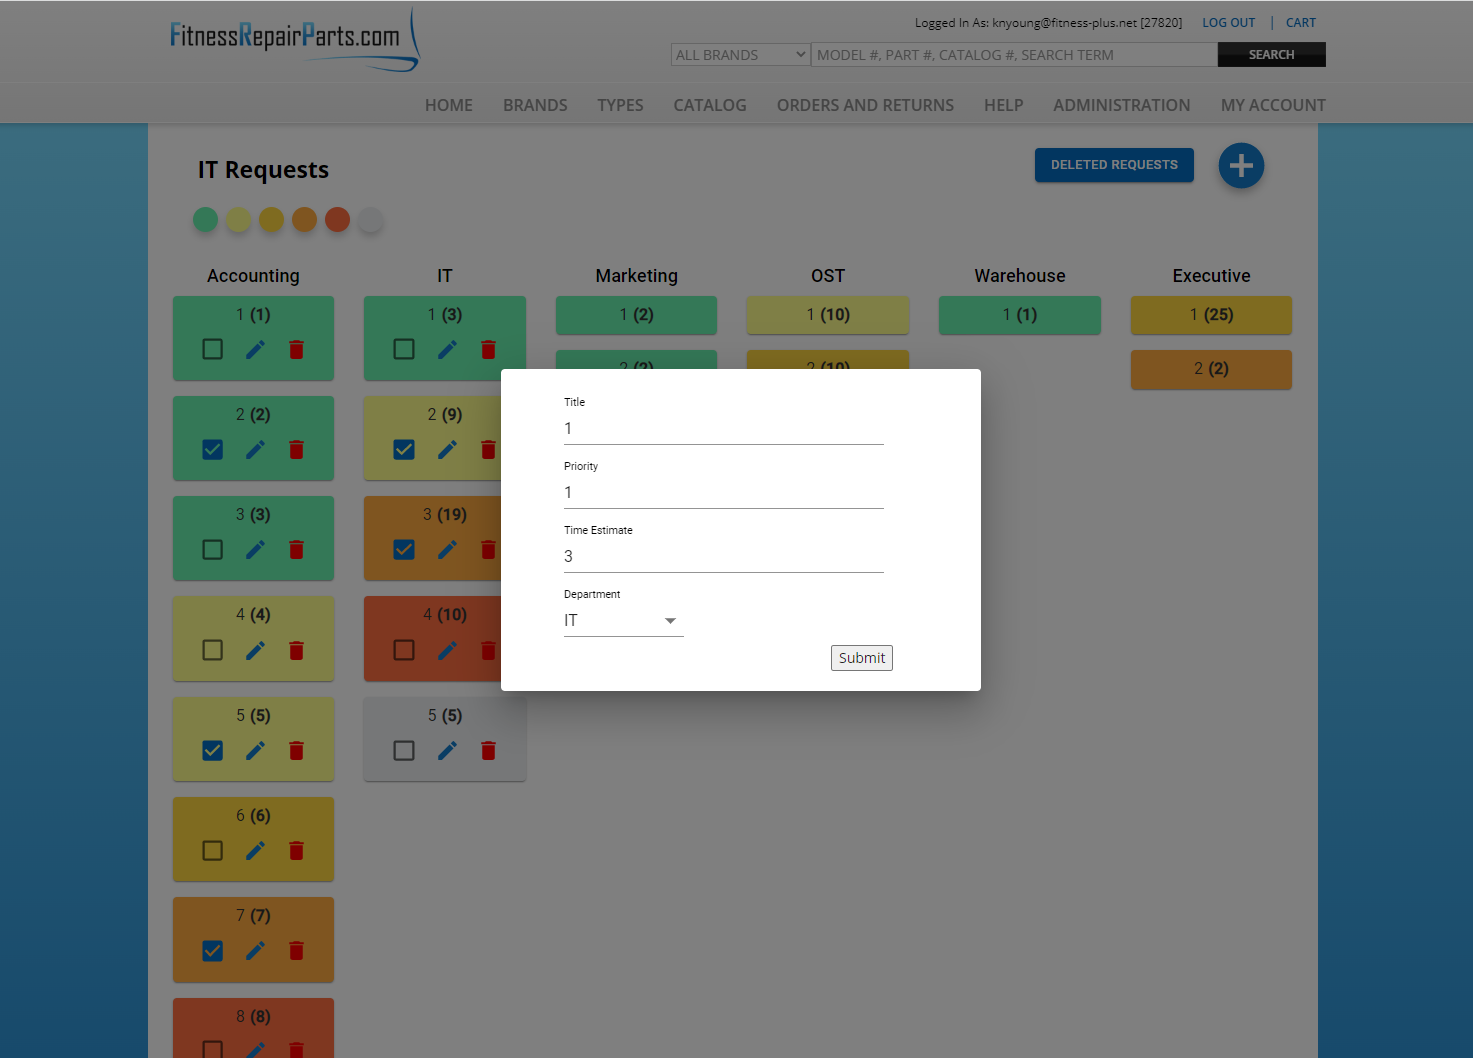 FitnessRepairParts.com
Logged In As: knyoung@fitness-plus.net [27820] LOG OUT | CART
ALL BRANDS MODEL #, PART #, CATALOG #, SEARCH TERM SEARCH
HOME BRANDS TYPES CATALOG ORDERS AND RETURNS HELP ADMINISTRATION MY ACCOUNT
IT Requests
DELETED REQUESTS
Accounting IT Marketing OST Warehouse Executive
1 (1) 1 (3) 1 (2) 1 (10) 1 (1) 1 (25)
2 (2) 2 (10) 2 (2)
2 (2) 2 (9)
Title
1
Priority
1
3 (3) 3 (19)
Time Estimate
3
Department
IT
4 (4) 4 (10)
Submit
5 (5) 5 (5)
6 (6)
7 (7)
8 (8)